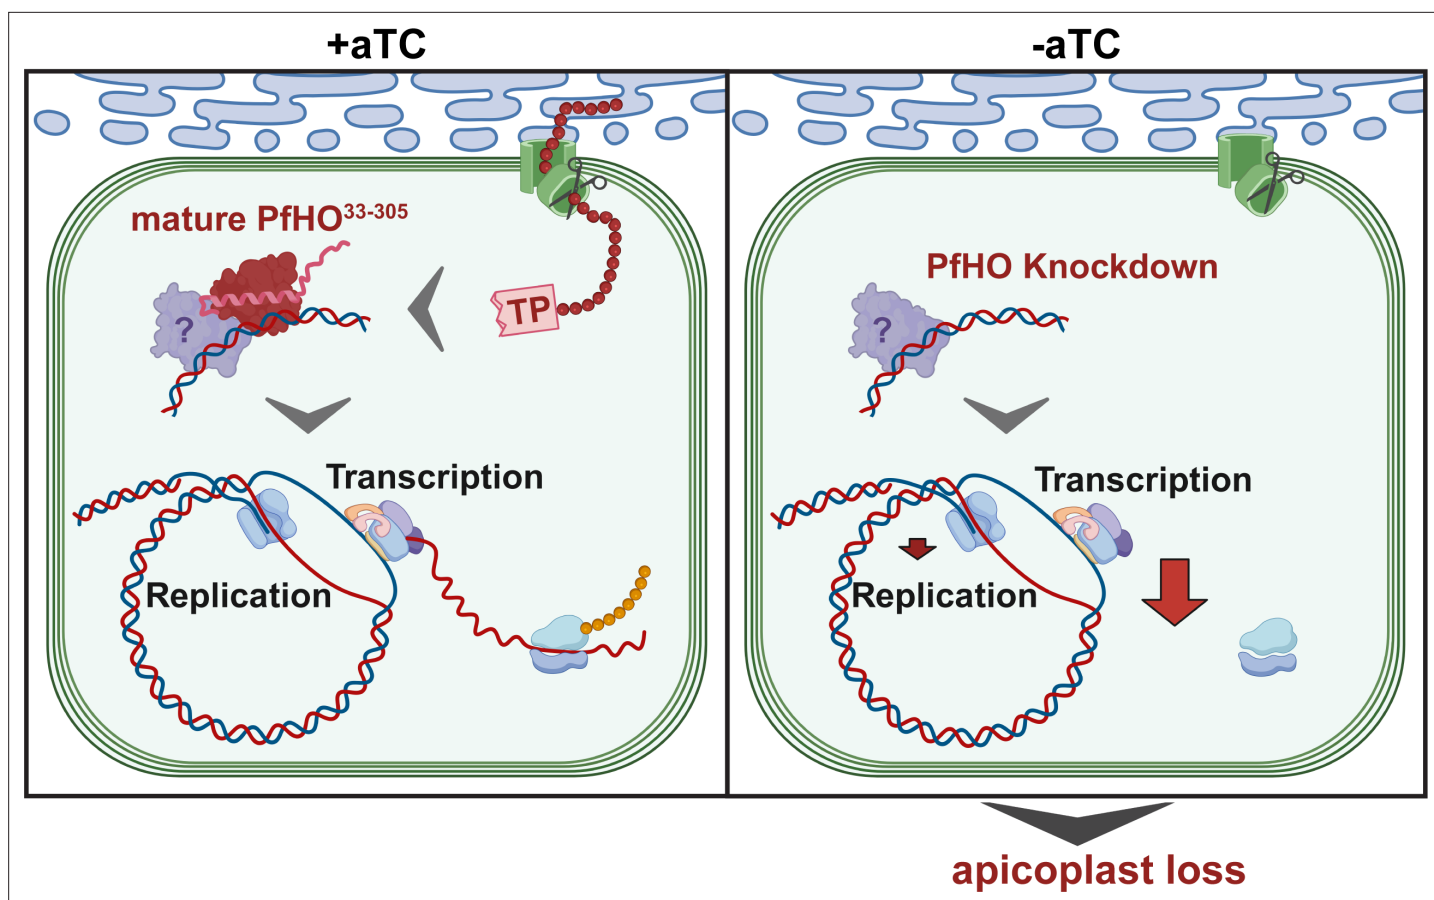 +aTC
-aTC
mature PfHO33-305
TP
?
Transcription
Replication
PfHO Knockdown
?
Transcription
Replication
apicoplast loss